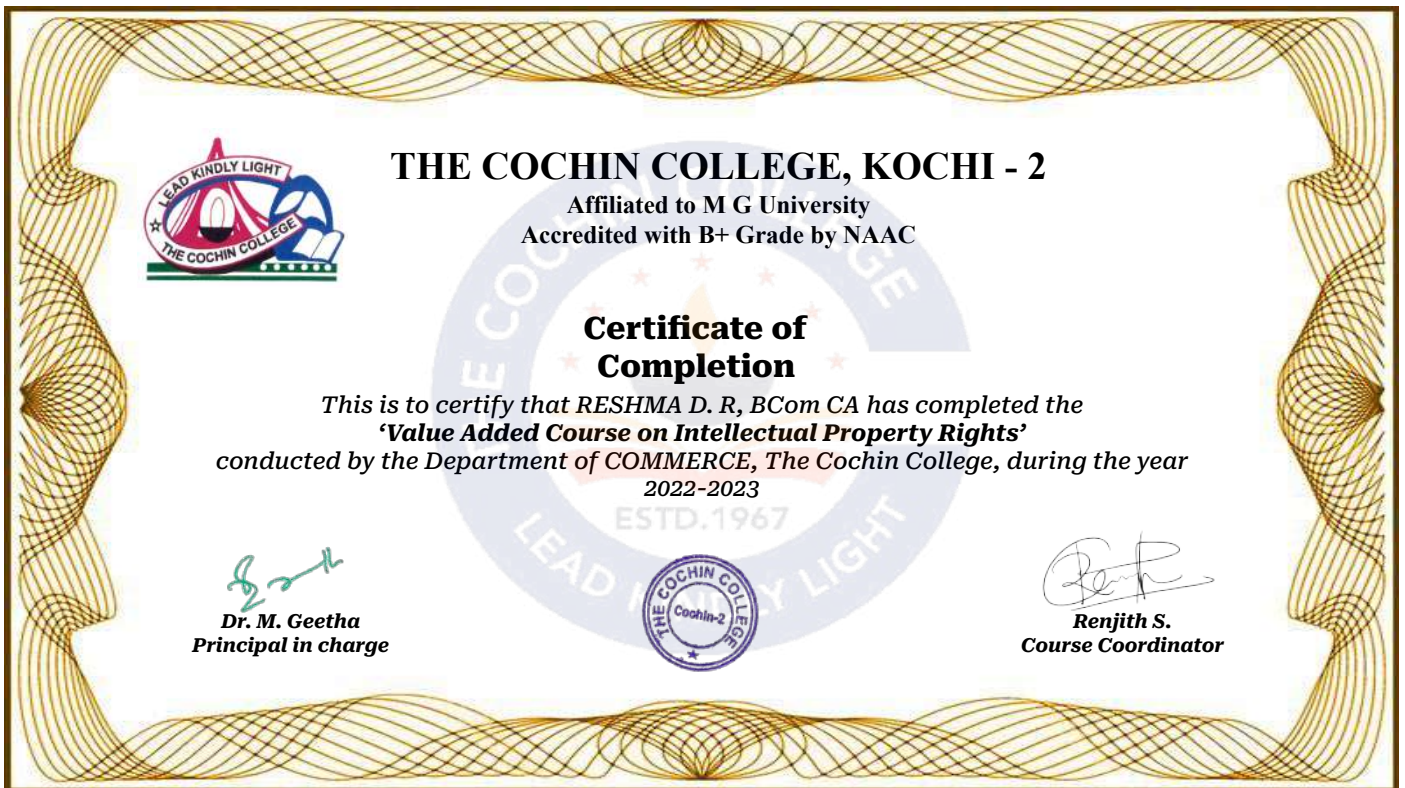 LEAD KINDLY LIGHT
THE COCHIN COLLEGE
THE COCHIN COLLEGE, KOCHI - 2
Affiliated to M G University
Accredited with B+ Grade by NAAC
THE COCHIN COLLEGE
Certificate of
Completion
This is to certify that RESHMA D. R, BCom CA has completed the
‘Value Added Course on Intellectual Property Rights’
conducted by the Department of COMMERCE, The Cochin College, during the year
2022-2023
ESTD.1967
LEAD KINDLY LIGHT
Dr. M. Geetha
Principal in charge
THE COCHIN COLLEGE
Cochin-2
Renjith S.
Course Coordinator